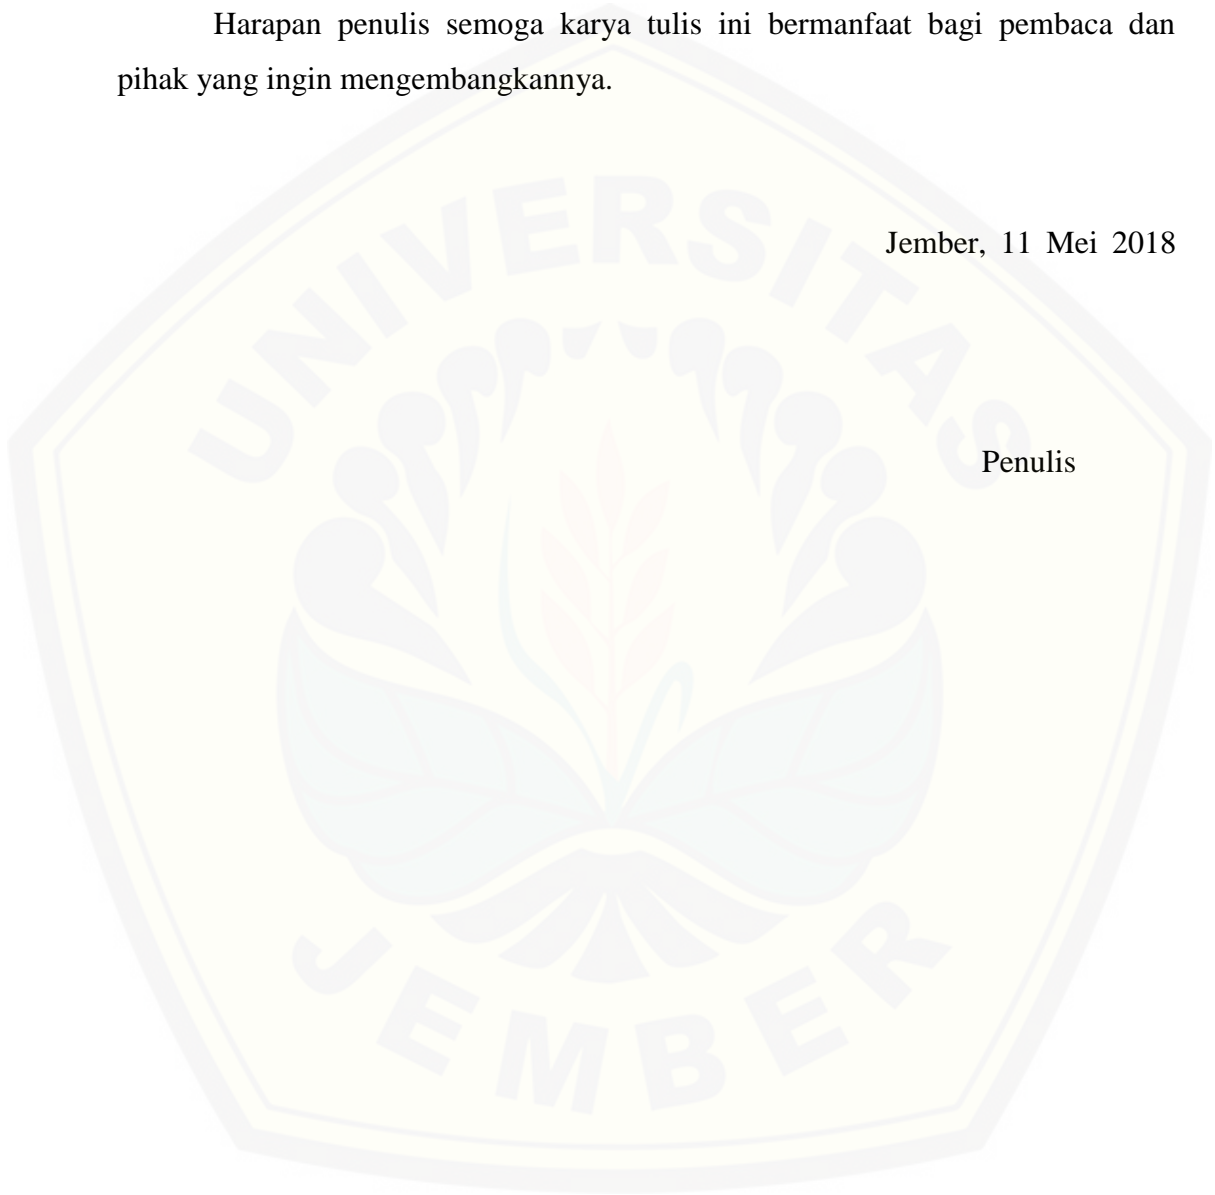 Harapan penulis semoga karya tulis ini bermanfaat bagi pembaca dan
pihak yang ingin mengembangkannya.
UNIVERSITAS
Jember, 11 Mei 2018
Penulis
JEMBER